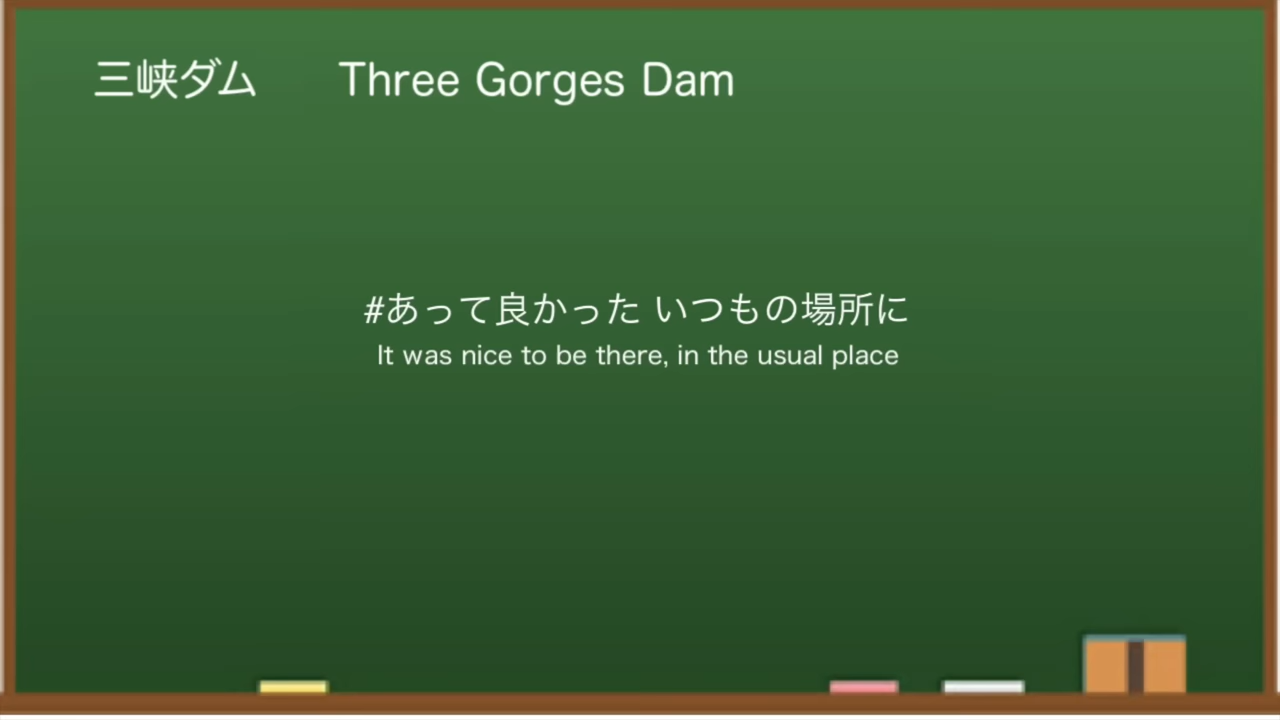 三峡ダム Three Gorges Dam
#あって良かった いつもの場所に
It was nice to be there, in the usual place